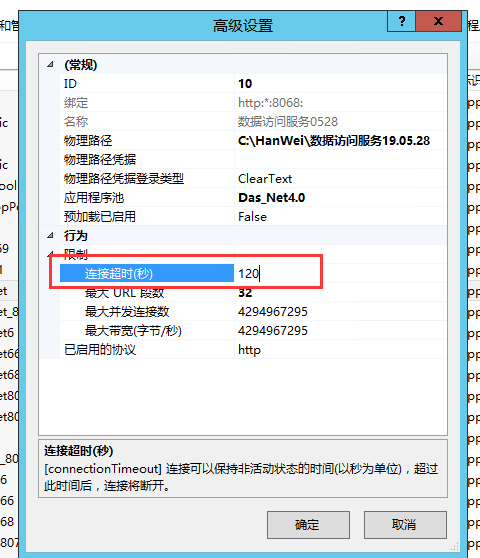 和管
高级设置
? x
程
(常规)
ID 10
绑定 http:*:8068:
名称 数据访问服务0528
物理路径 C:\HanWei\数据访问服务19.05.28
物理路径凭据
物理路径凭据登录类型 ClearText
应用程序池 Das_Net4.0
预加载已启用 False
行为
限制
连接超时(秒) 120
最大 URL 段数 32
最大并发连接数 4294967295
最大带宽(字节/秒) 4294967295
已启用的协议 http
连接超时(秒)
[connectionTimeout] 连接可以保持非活动状态的时间(以秒为单位)，超过
此时间后，连接将断开。
确定 取消